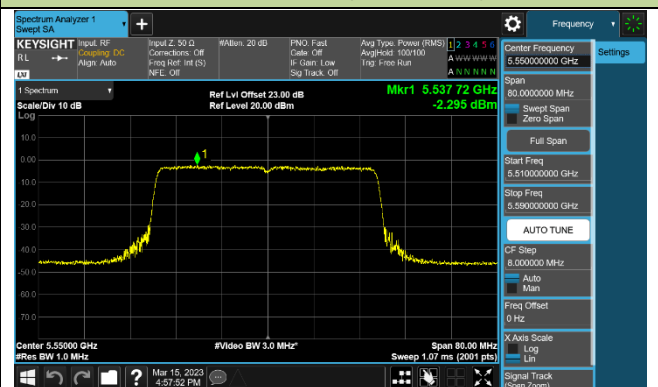 Spectrum Analyzer 1
Swept SA
+
Frequency
KEYSIGHT
RL
LXI
Input: RF
Coupling: DC
Align: Auto
Input Z: 50 Ω
Corrections: Off
Freq Ref: Int (S)
NFE: Off
#Atten: 20 dB
PNO: Fast
Gate: Off
IF Gain: Low
Sig Track: Off
Avg Type: Power (RMS)
Avg|Hold: 100/100
Trig: Free Run
1 2 3 4 5 6
A W W W W W
A N N N N N
1 Spectrum
Scale/Div 10 dB
Log
Ref Lvl Offset 23.00 dB
Ref Level 20.00 dBm
Mkr1 5.537 72 GHz
-2.295 dBm
10.0
0.00
-10.0
-20.0
-30.0
-40.0
-50.0
-60.0
-70.0
1
Center 5.55000 GHz
#Res BW 1.0 MHz
#Video BW 3.0 MHz*
Span 80.00 MHz
Sweep 1.07 ms (2001 pts)
Mar 15, 2023
4:57:52 PM
Center Frequency
5.550000000 GHz
Settings
Span
80.0000000 MHz
Swept Span
Zero Span
Full Span
Start Freq
5.510000000 GHz
Stop Freq
5.590000000 GHz
AUTO TUNE
CF Step
8.000000 MHz
Auto
Man
Freq Offset
0 Hz
X Axis Scale
Log
Lin
Signal Track
(Span Zoom)